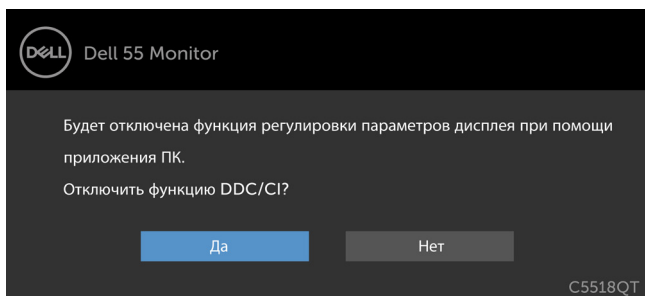 DELL Dell 55 Monitor
Будет отключена функция регулировки параметров дисплея при помощи
приложения ПК.
Отключить функцию DDC/CI?
Да Нет
C5518QT